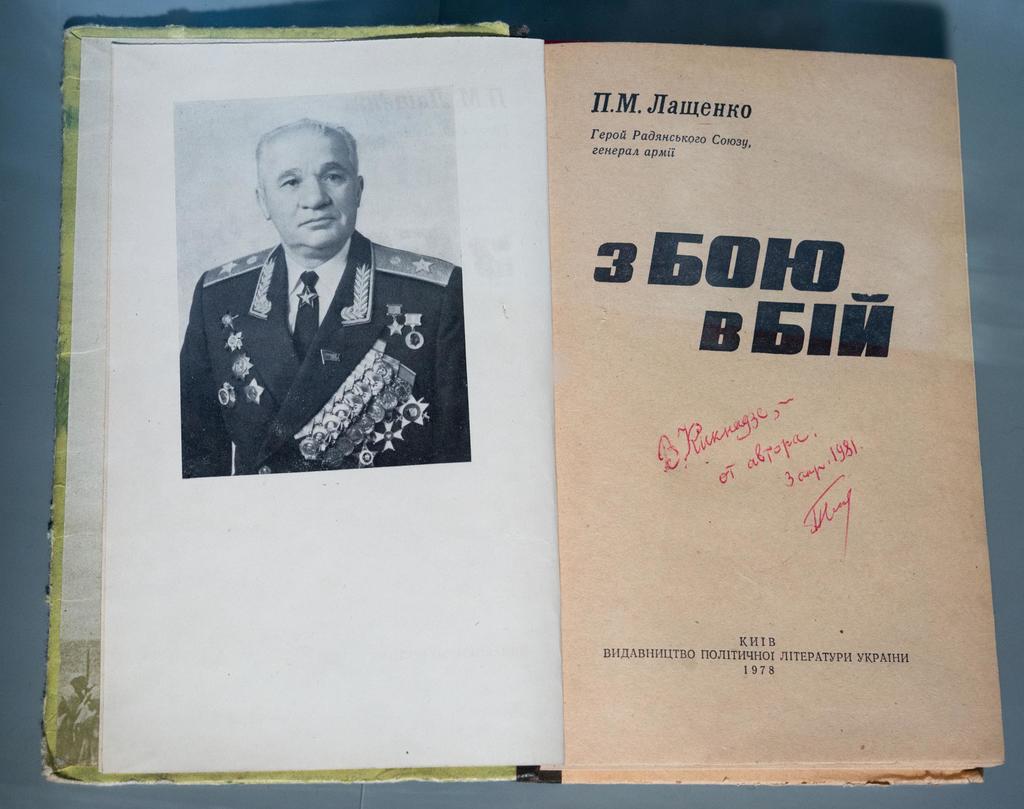 П.М. Лащенко
Герой Радянського Союзу,
генерал армії
з БОЮ
в БІЙ
В. Кикнадзе, –
от автора.
3 апр. 1981.
КИЇВ
ВИДАВНИЦТВО ПОЛІТИЧНОЇ ЛІТЕРАТУРИ УКРАЇНИ
1978